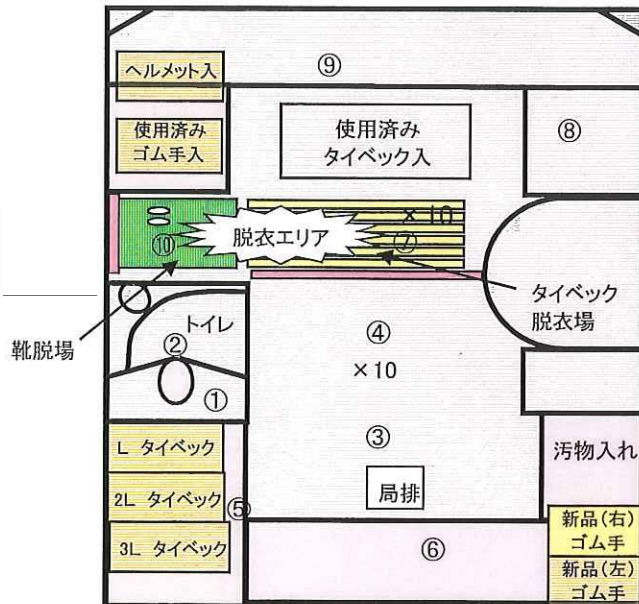 ⑨
ヘルメット入
使用済み
ゴム手入
使用済み
タイベック入
⑧
×10
⑩
脱衣エリア
⑦
タイベック
脱衣場
靴脱場
トイレ
②
①
④
×10
③
局排
L タイベック
2L タイベック
3L タイベック
⑤
⑥
汚物入れ
新品(右)
ゴム手
新品(左)
ゴム手